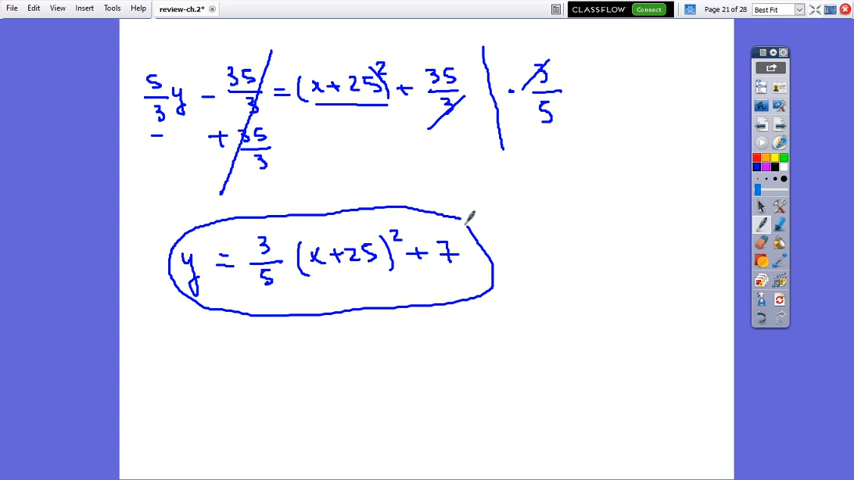 File Edit View Insert Tools Help review-ch.2* CLASSFLOW Connect Page 21 of 28 Best Fit
5/3 y - 35/3 = (x+25)² + 35/3 | · 3/5
- + 35/3
y = 3/5 (x+25)² + 7